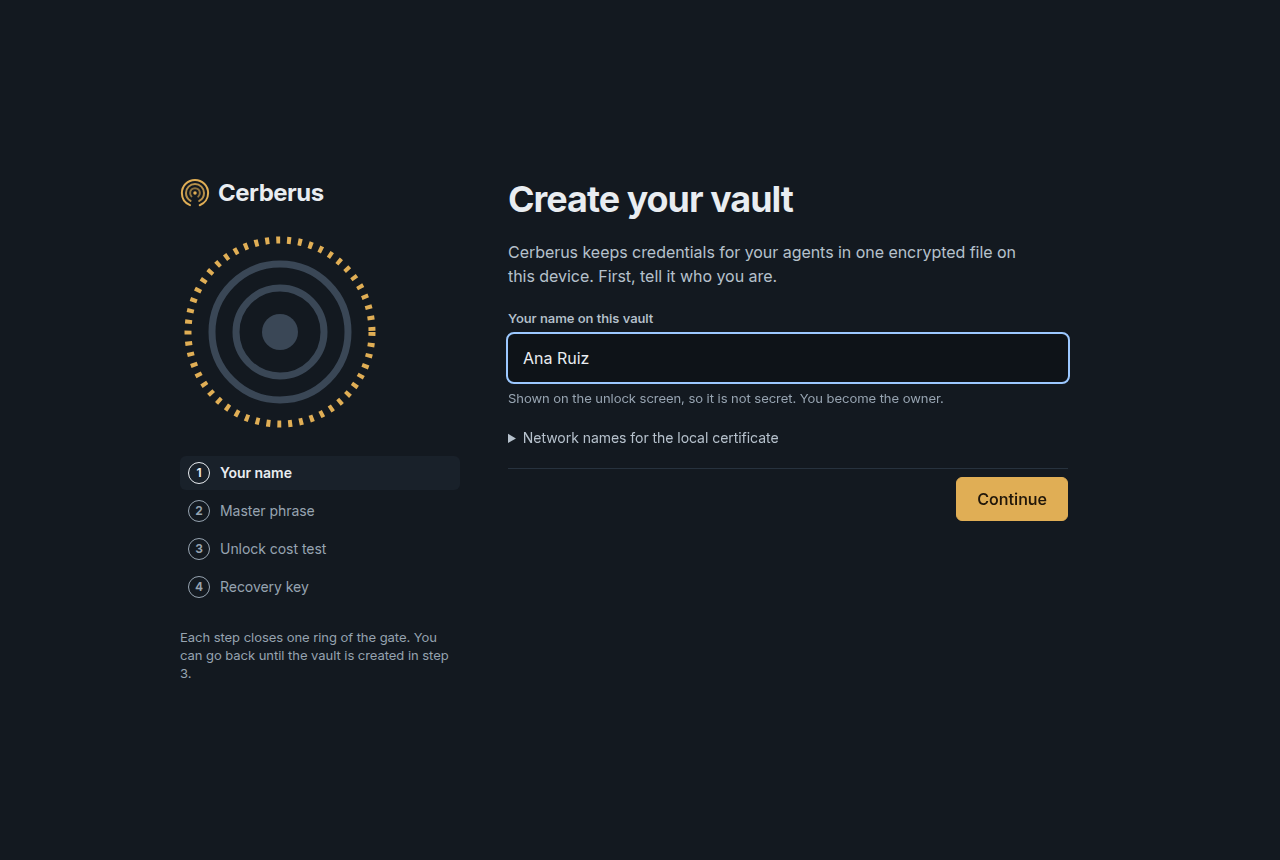 Cerberus
1 Your name
2 Master phrase
3 Unlock cost test
4 Recovery key
Each step closes one ring of the gate. You
can go back until the vault is created in step
3.
Create your vault
Cerberus keeps credentials for your agents in one encrypted file on
this device. First, tell it who you are.
Your name on this vault
Ana Ruiz
Shown on the unlock screen, so it is not secret. You become the owner.
Network names for the local certificate
Continue